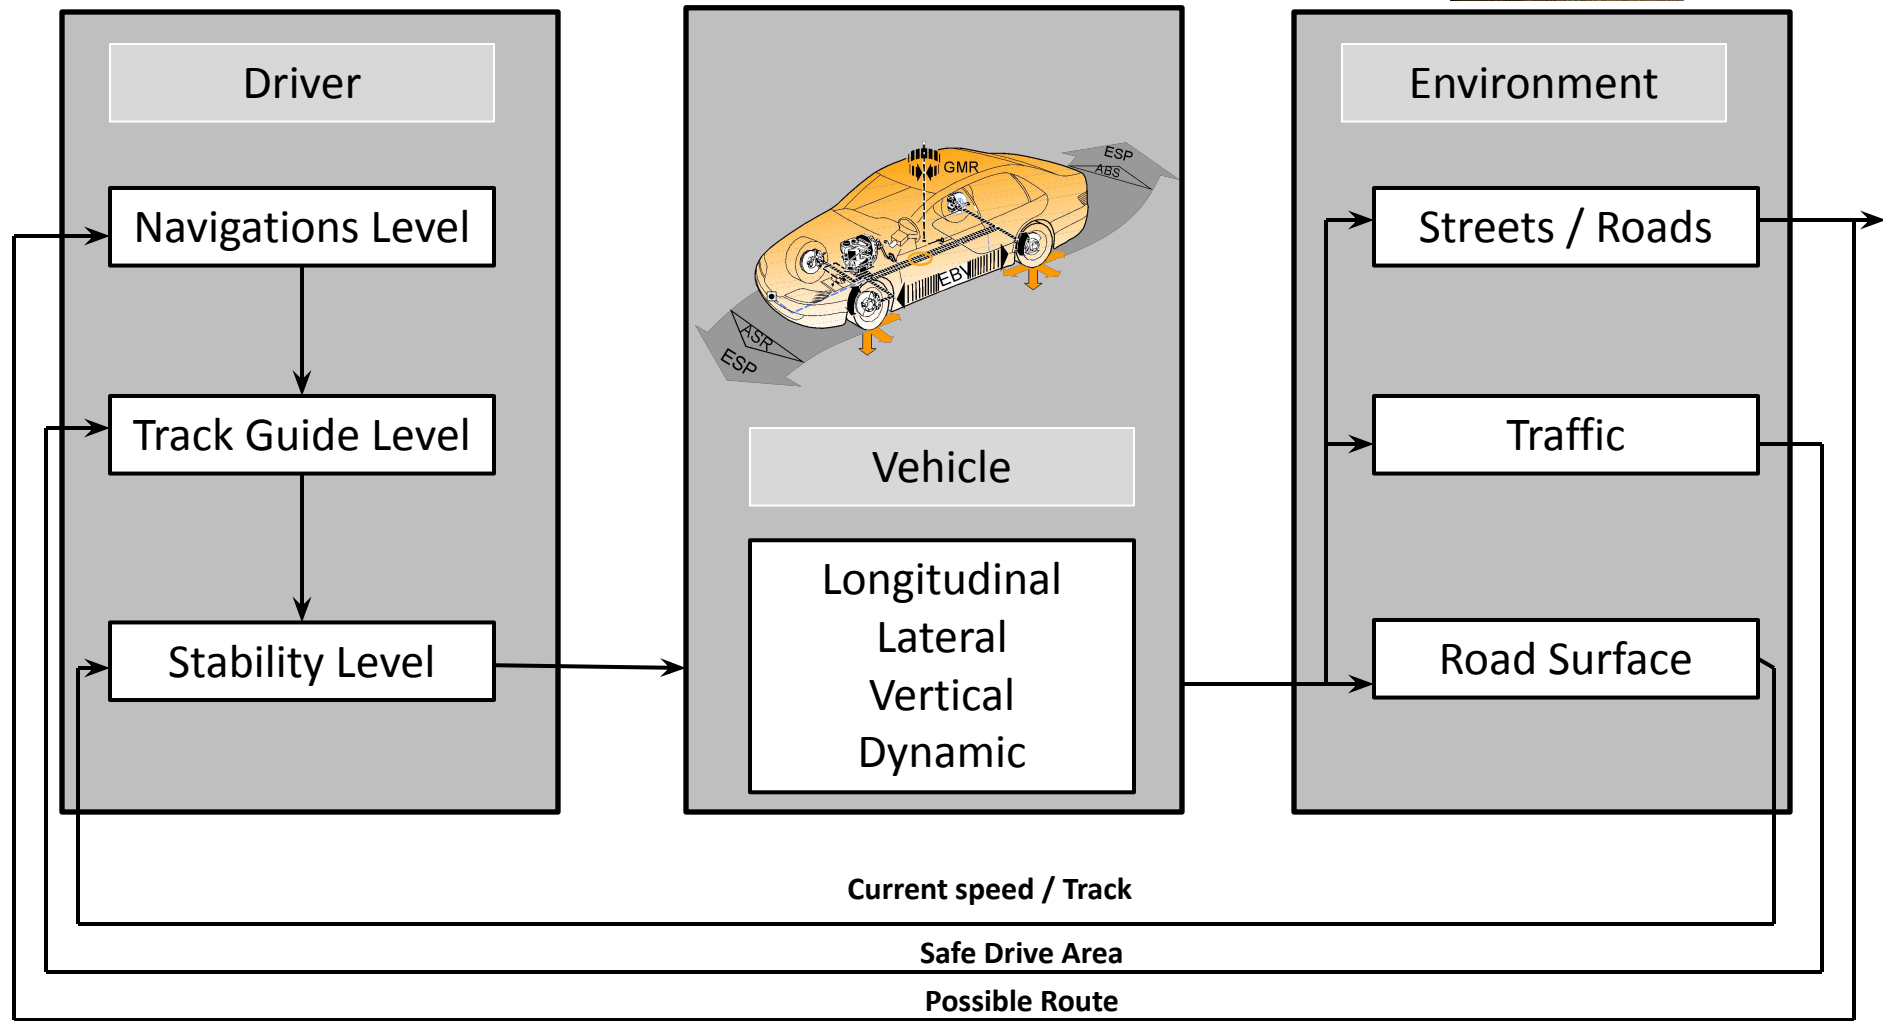 Driver
Navigations Level
Track Guide Level
Stability Level
GMR
ESP
ABS
EBV
ASR
ESP
Vehicle
Longitudinal
Lateral
Vertical
Dynamic
Environment
Streets / Roads
Traffic
Road Surface
Current speed / Track
Safe Drive Area
Possible Route